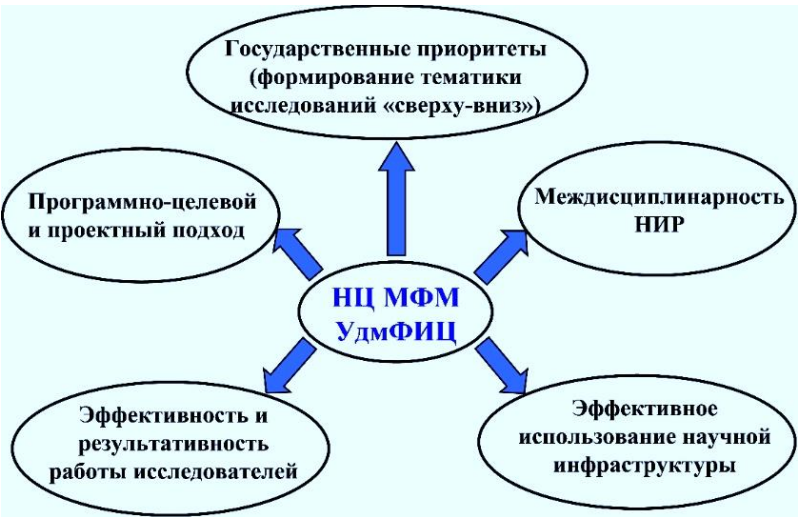 Государственные приоритеты
(формирование тематики
исследований «сверху-вниз»)
Программно-целевой
и проектный подход
Междисциплинарность
НИР
НЦ МФМ
УдмФИЦ
Эффективность и
результативность
работы исследователей
Эффективное
использование научной
инфраструктуры